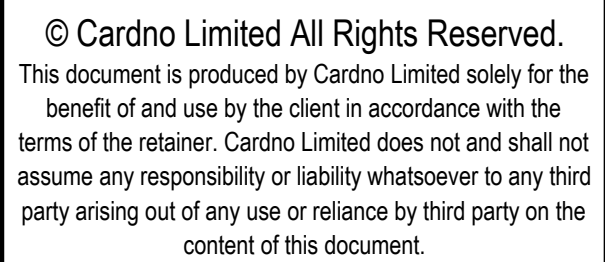 © Cardno Limited All Rights Reserved.
This document is produced by Cardno Limited solely for the
benefit of and use by the client in accordance with the
terms of the retainer. Cardno Limited does not and shall not
assume any responsibility or liability whatsoever to any third
party arising out of any use or reliance by third party on the
content of this document.